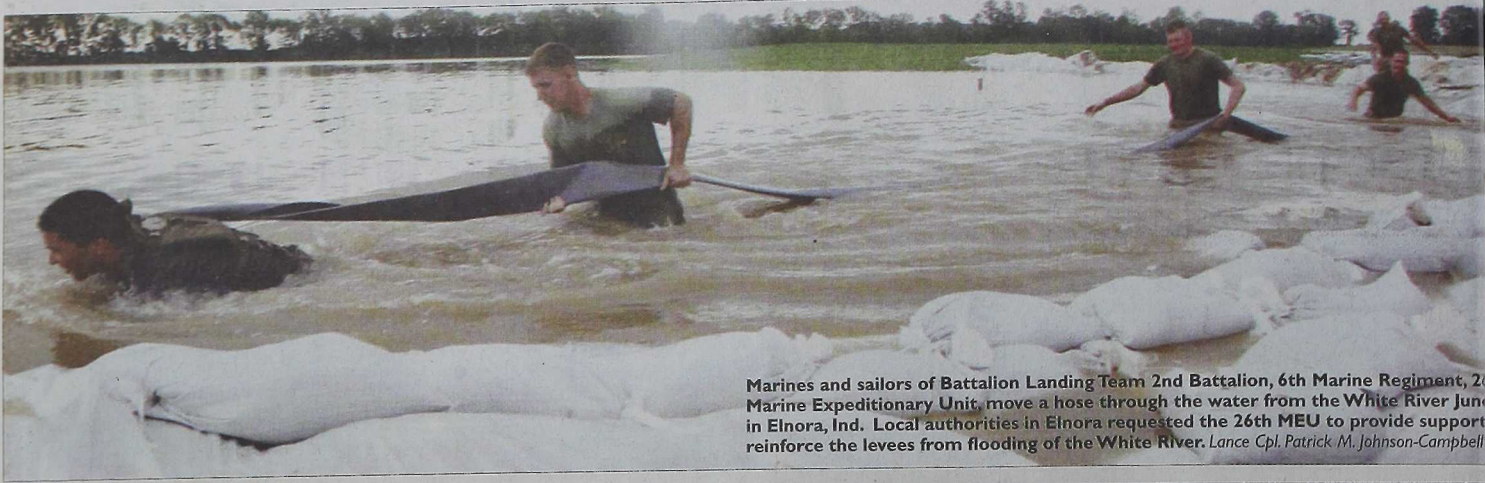 Marines and sailors of Battalion Landing Team 2nd Battalion, 6th Marine Regiment, 26
Marine Expeditionary Unit, move a hose through the water from the White River June
in Elnora, Ind. Local authorities in Elnora requested the 26th MEU to provide support
reinforce the levees from flooding of the White River. Lance Cpl. Patrick M. Johnson-Campbell